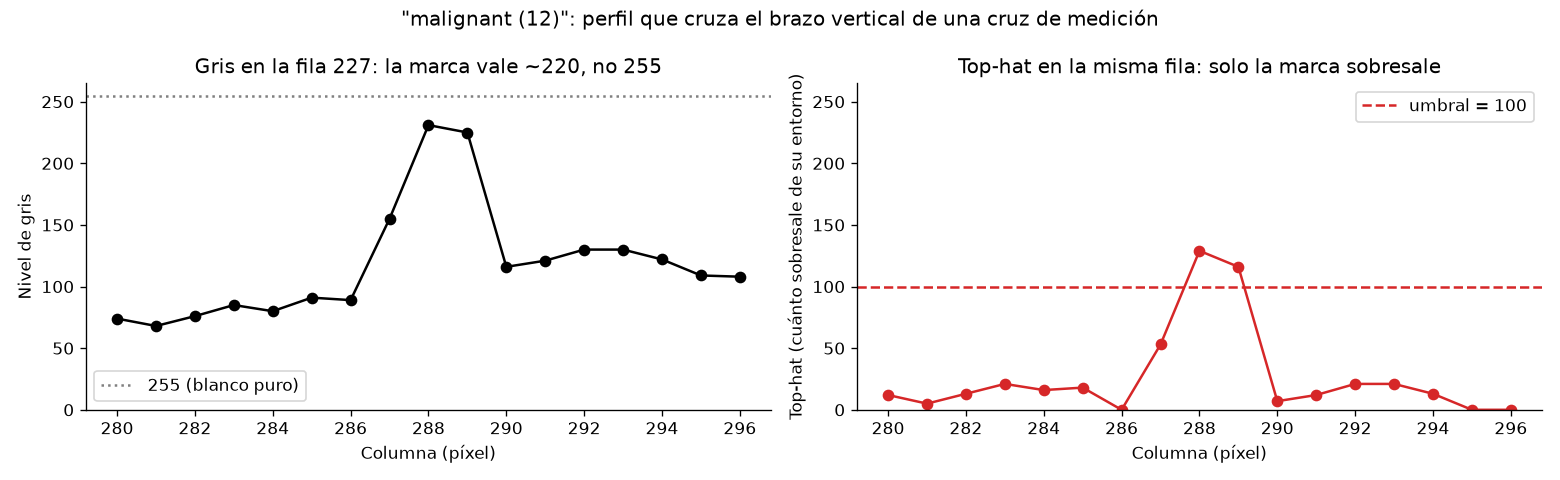 "malignant (12)": perfil que cruza el brazo vertical de una cruz de medición
Gris en la fila 227: la marca vale ~220, no 255
Nivel de gris
250
200
150
100
50
0
255 (blanco puro)
280 282 284 286 288 290 292 294 296
Columna (píxel)
Top-hat en la misma fila: solo la marca sobresale
Top-hat (cuánto sobresale de su entorno)
250
200
150
100
50
0
umbral = 100
280 282 284 286 288 290 292 294 296
Columna (píxel)